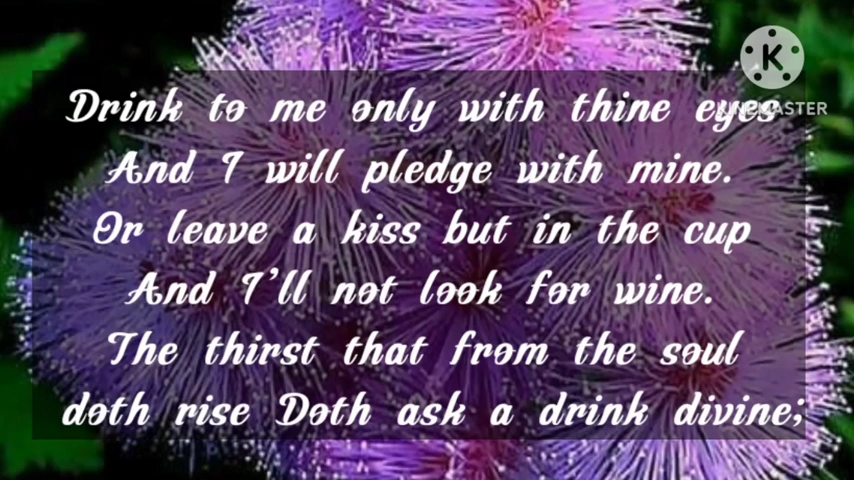 Drink to me only with thine eyes
And I will pledge with mine.
Or leave a kiss but in the cup
And I'll not look for wine.
The thirst that from the soul
doth rise Doth ask a drink divine;
K
KINEMASTER